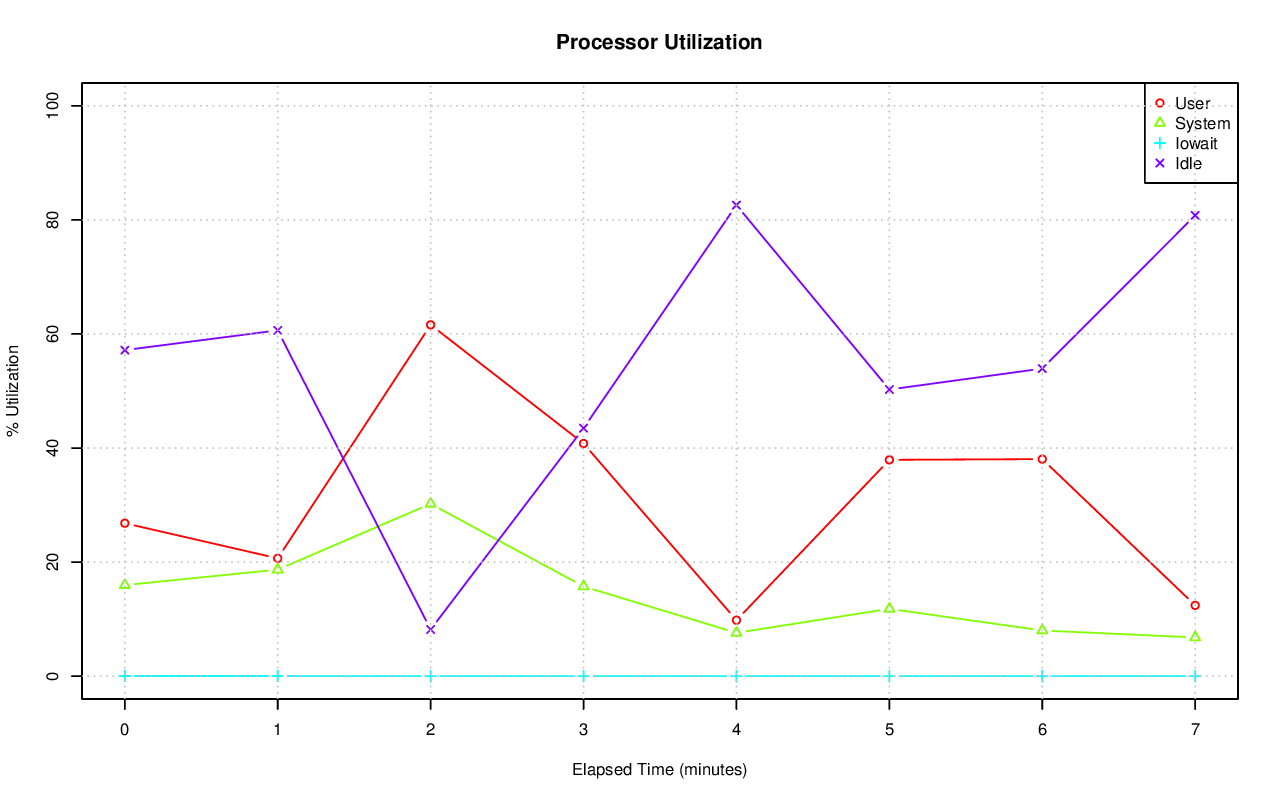 Processor Utilization
User
System
Iowait
Idle
% Utilization
100
80
60
40
20
0
0 1 2 3 4 5 6 7
Elapsed Time (minutes)